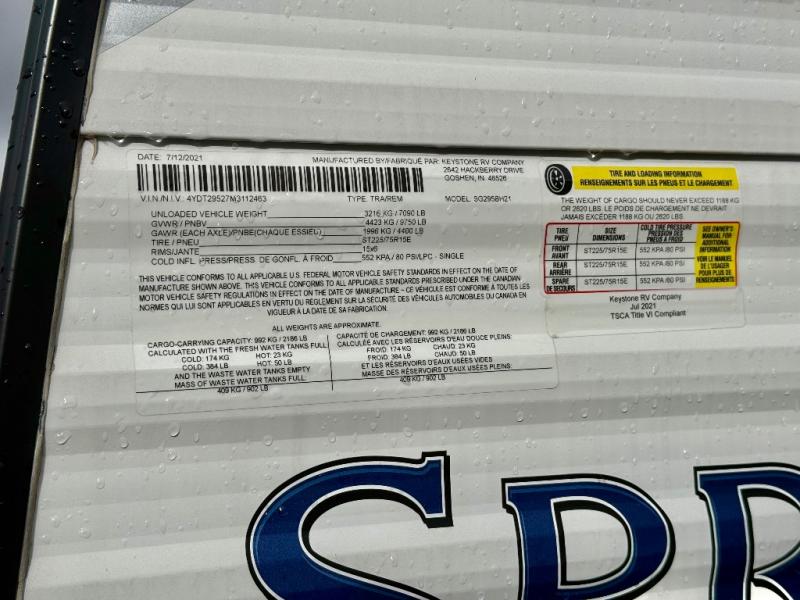 DATE: 7/12/2021
MANUFACTURED BY/FABRIQUÉ PAR: KEYSTONE RV COMPANY
2642 HACKBERRY DRIVE
GOSHEN, IN. 46526
V.I.N./N.I.V.: 4YDT29527M3112463 TYPE: TRA/REM MODEL: SG295BH21
UNLOADED VEHICLE WEIGHT 3216 KG / 7090 LB
GVWR / PNBV 4423 KG / 9750 LB
GAWR (EACH AXLE)/PNBE(CHAQUE ESSIEU) 1996 KG / 4400 LB
TIRE / PNEU ST225/75R15E
RIMS/JANTE 15x6
COLD INFL. PRESS/PRESS. DE GONFL. À FROID 552 KPA / 80 PSI/LPC - SINGLE
THIS VEHICLE CONFORMS TO ALL APPLICABLE U.S. FEDERAL MOTOR VEHICLE SAFETY STANDARDS IN EFFECT ON THE DATE OF
MANUFACTURE SHOWN ABOVE. THIS VEHICLE CONFORMS TO ALL APPLICABLE STANDARDS PRESCRIBED UNDER THE CANADIAN
MOTOR VEHICLE SAFETY REGULATIONS IN EFFECT ON THE DATE OF MANUFACTURE - CE VÉHICULE EST CONFORME À TOUTES LES
NORMES QUI LUI SONT APPLICABLES EN VERTU DU RÈGLEMENT SUR LA SÉCURITÉ DES VÉHICULES AUTOMOBILES DU CANADA EN
VIGUEUR À LA DATE DE SA FABRICATION.
ALL WEIGHTS ARE APPROXIMATE.
CARGO-CARRYING CAPACITY: 992 KG / 2186 LB
CALCULATED WITH THE FRESH WATER TANKS FULL
COLD: 174 KG HOT: 23 KG
COLD: 384 LB HOT: 50 LB
AND THE WASTE WATER TANKS EMPTY
MASS OF WASTE WATER TANKS FULL:
409 KG / 902 LB
CAPACITÉ DE CHARGEMENT: 992 KG / 2186 LB
CALCULÉE AVEC LES RÉSERVOIRS D'EAU DOUCE PLEINS:
FROID: 174 KG CHAUD: 23 KG
FROID: 384 LB CHAUD: 50 LB
ET LES RÉSERVOIRS D'EAUX USÉES VIDES
MASSE DES RÉSERVOIRS D'EAUX USÉES PLEINS:
409 KG / 902 LB
TIRE AND LOADING INFORMATION
RENSEIGNEMENTS SUR LES PNEUS ET LE CHARGEMENT
THE WEIGHT OF CARGO SHOULD NEVER EXCEED 1188 KG
OR 2620 LBS. LE POIDS DE CHARGEMENT NE DEVRAIT
JAMAIS EXCÉDER 1188 KG OU 2620 LBS.
TIRE
PNEU
SIZE
DIMENSIONS
COLD TIRE PRESSURE
PRESSION DES
PNEUS A FROID
FRONT
AVANT
ST225/75R15E 552 KPA /80 PSI
REAR
ARRIÈRE
ST225/75R15E 552 KPA /80 PSI
SPARE
DE SECOURS
ST225/75R15E 552 KPA /80 PSI
SEE OWNER'S
MANUAL FOR
ADDITIONAL
INFORMATION
VOIR LE MANUEL
DE L'USAGER
POUR PLUS DE
RENSEIGNEMENTS
Keystone RV Company
Jul 2021
TSCA Title VI Compliant
SPR